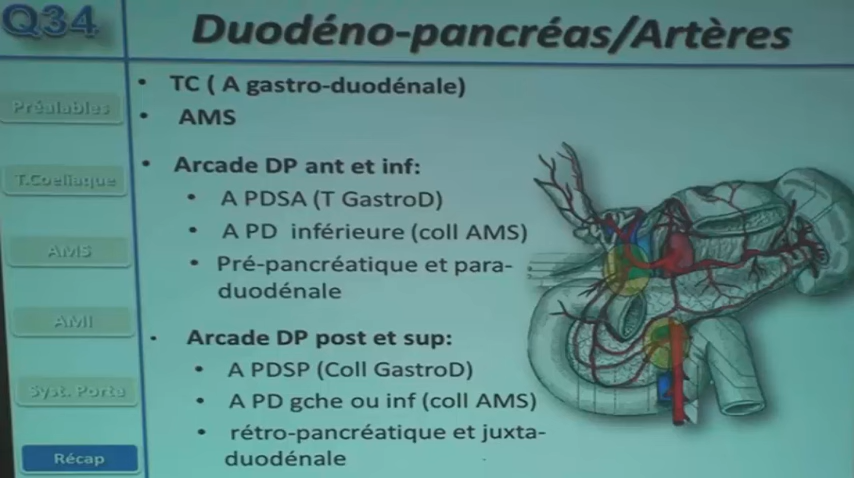 Q34
Duodéno-pancréas/Artères
• TC ( A gastro-duodénale)
• AMS
• Arcade DP ant et inf:
• A PDSA (T GastroD)
• A PD inférieure (coll AMS)
• Pré-pancréatique et para-
duodénale
• Arcade DP post et sup:
• A PDSP (Coll GastroD)
• A PD gche ou inf (coll AMS)
• rétro-pancréatique et juxta-
duodénale
Préalables
T.Coeliaque
AMS
AMI
Syst. Porte
Récap